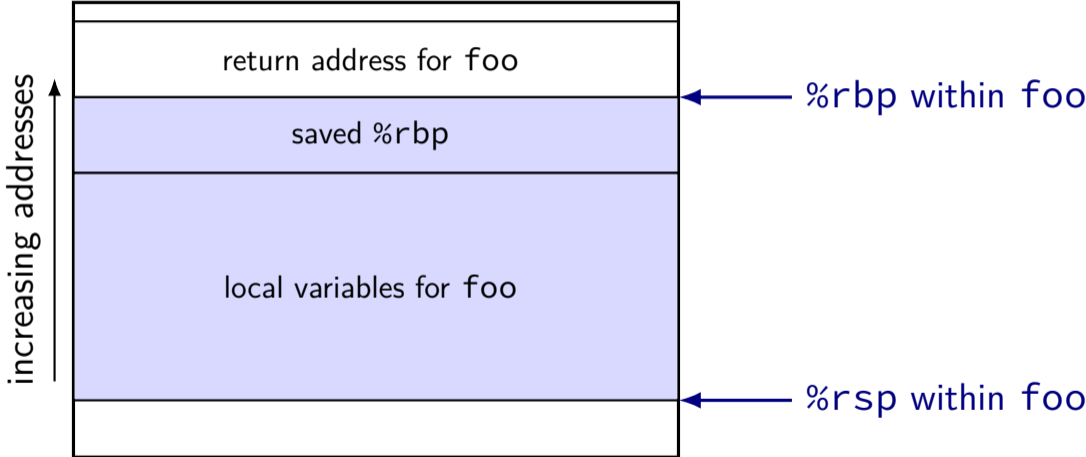 increasing addresses
return address for foo
%rbp within foo
saved %rbp
local variables for foo
%rsp within foo